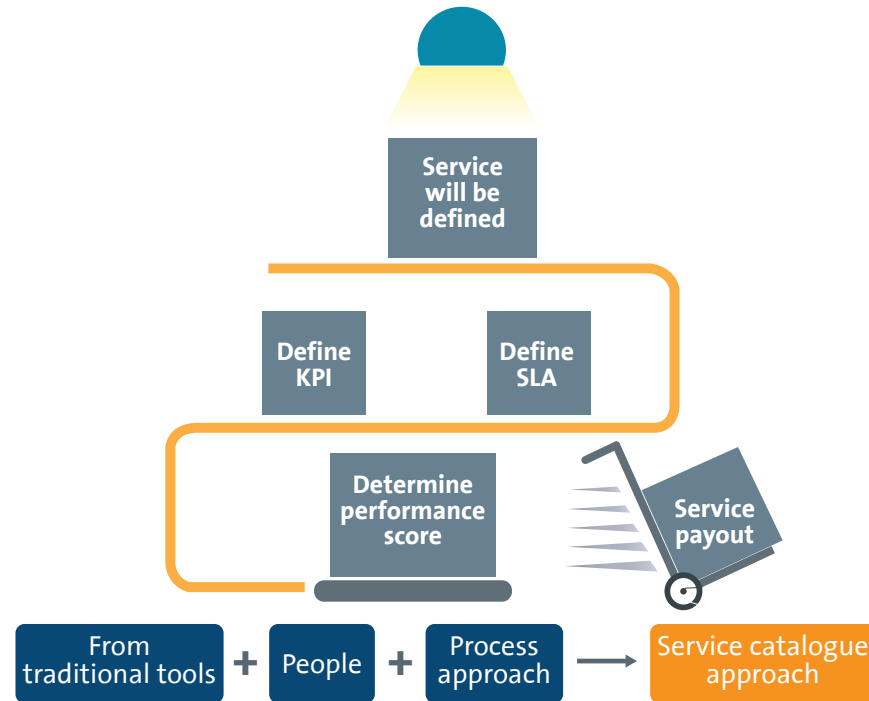 Service
will be
defined
Define
KPI
Define
SLA
Determine
performance
score
Service
payout
From
traditional tools
+
People
+
Process
approach
Service catalogue
approach